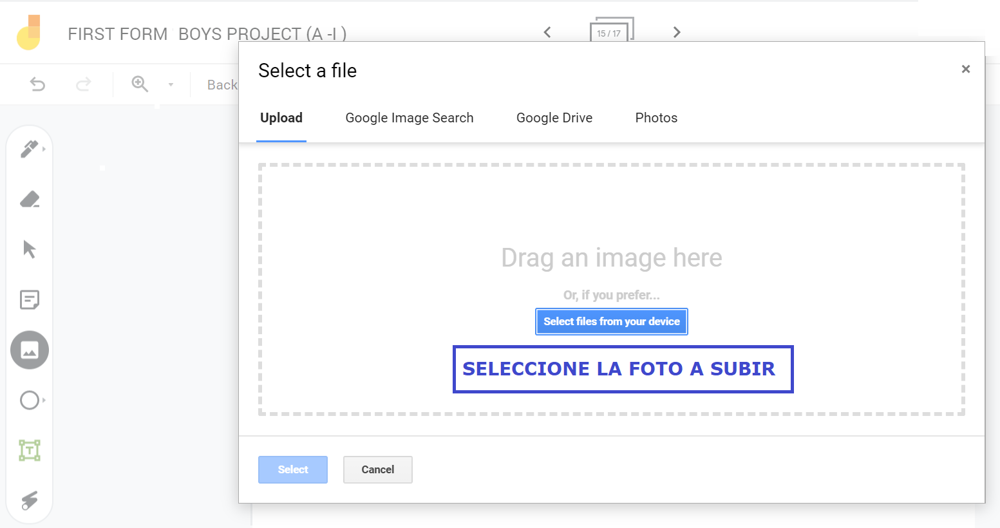 FIRST FORM BOYS PROJECT (A -I )
15 / 17
Back
Select a file
×
Upload Google Image Search Google Drive Photos
Drag an image here
Or, if you prefer...
Select files from your device
SELECCIONE LA FOTO A SUBIR
Select Cancel
T